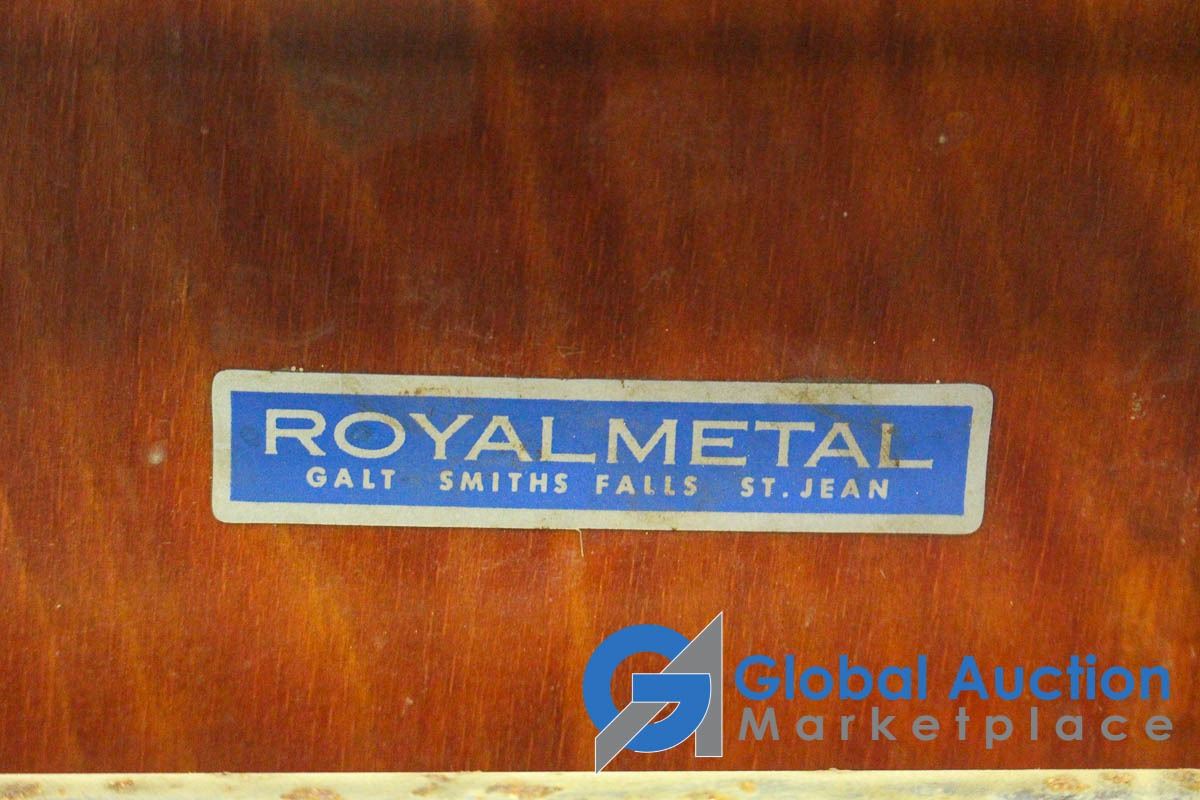 ROYALMETAL
GALT SMITHS FALLS ST. JEAN
Global Auction
Marketplace